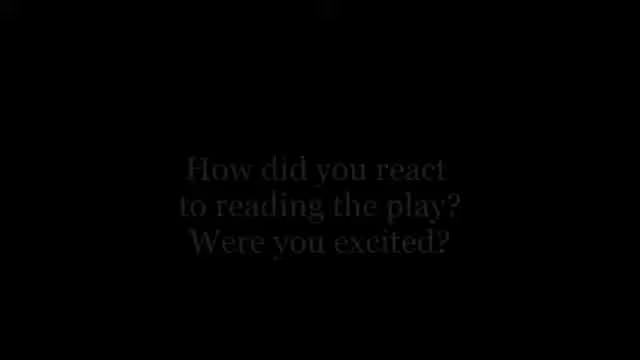 How did you react
to reading the play?
Were you excited?